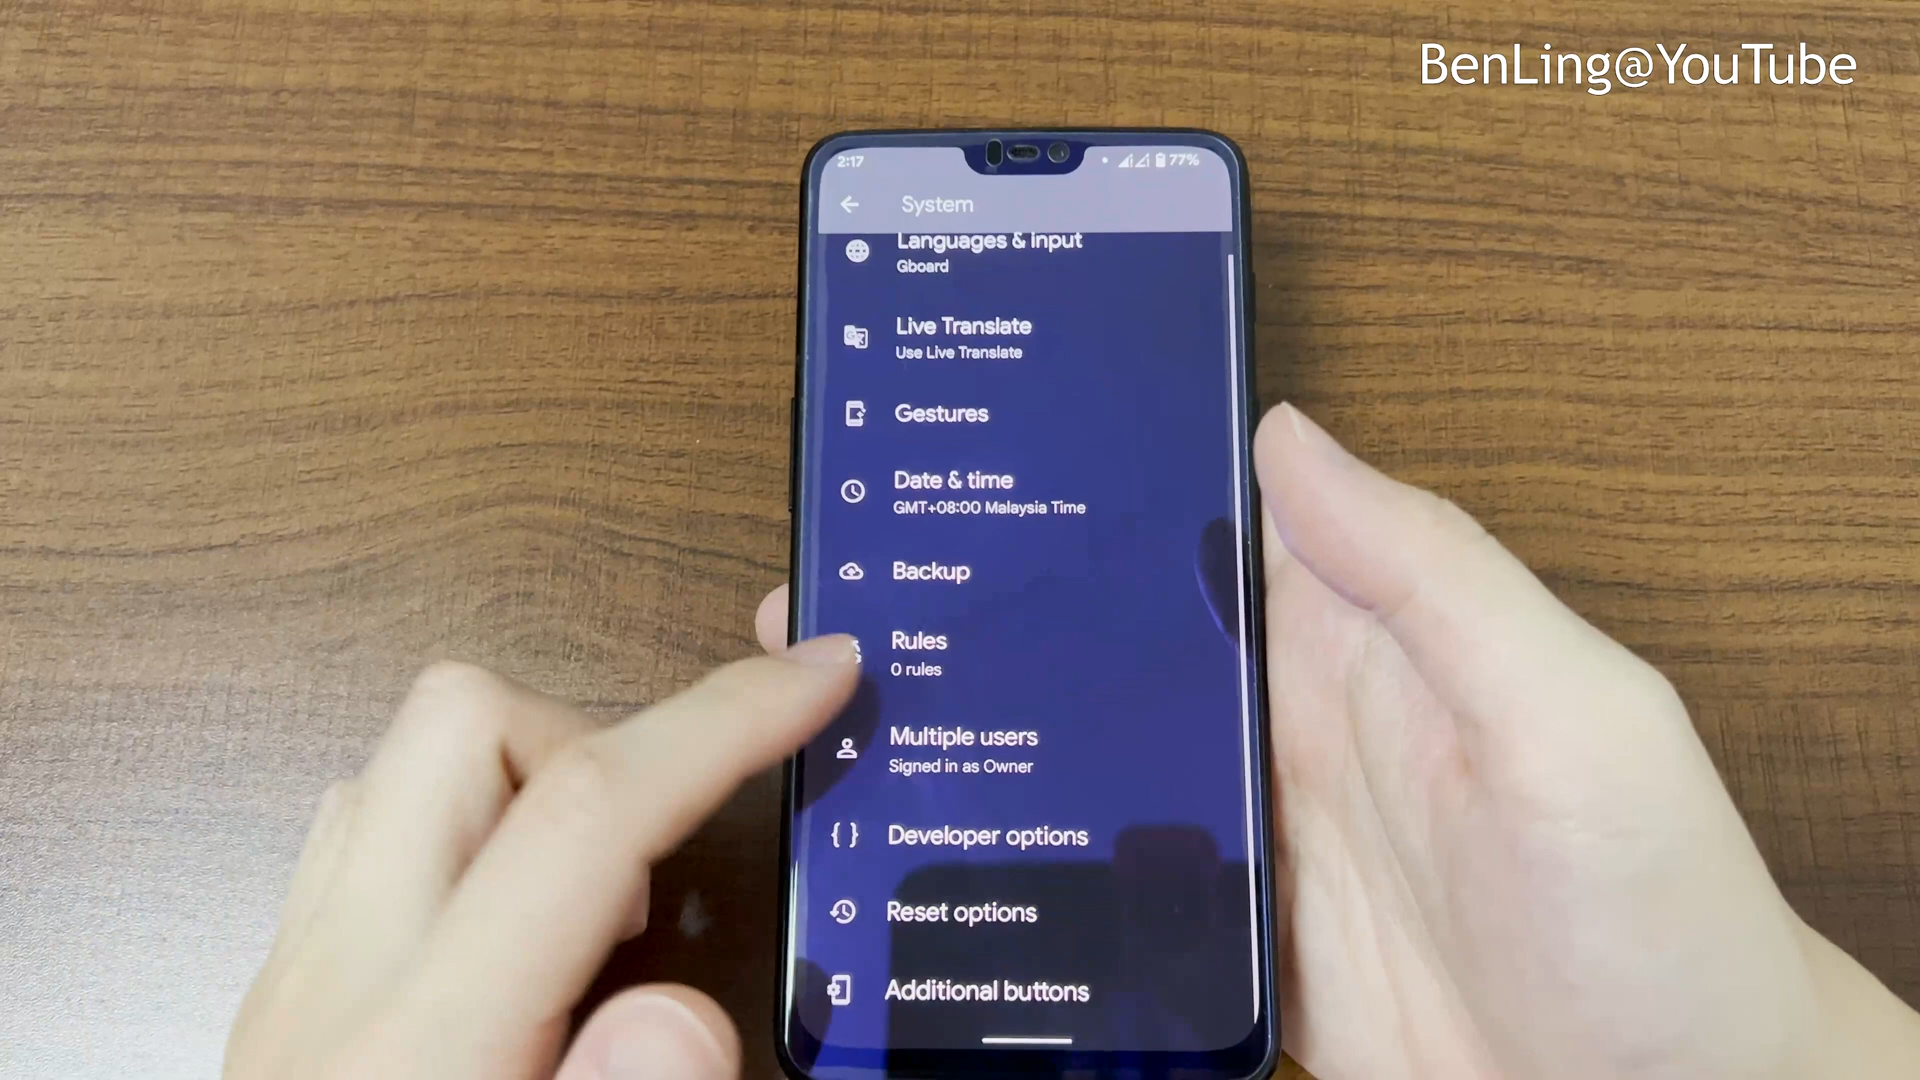 BenLing@YouTube
2:17
77%
System
Languages & input
Gboard
Live Translate
Use Live Translate
Gestures
Date & time
GMT+08:00 Malaysia Time
Backup
Rules
0 rules
Multiple users
Signed in as Owner
Developer options
Reset options
Additional buttons